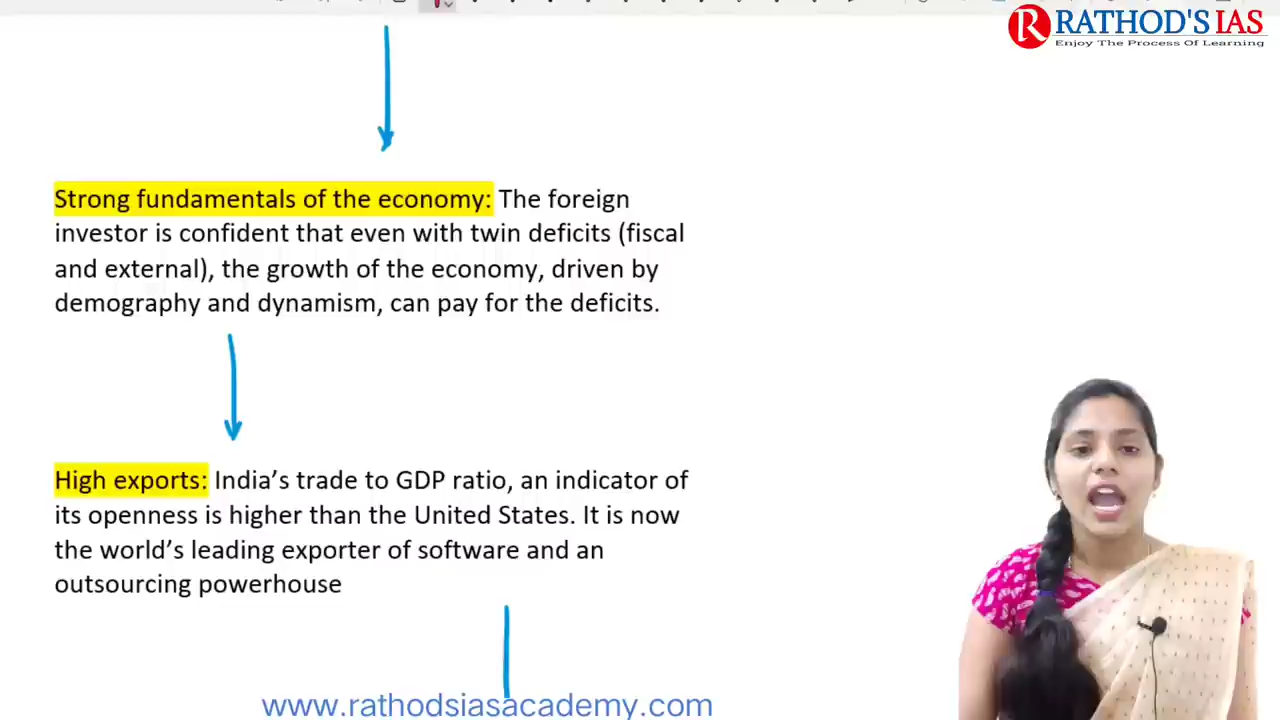 RATHOD'S IAS
Enjoy The Process Of Learning
Strong fundamentals of the economy: The foreign
investor is confident that even with twin deficits (fiscal
and external), the growth of the economy, driven by
demography and dynamism, can pay for the deficits.
High exports: India’s trade to GDP ratio, an indicator of
its openness is higher than the United States. It is now
the world’s leading exporter of software and an
outsourcing powerhouse
www.rathodsiasacademy.com